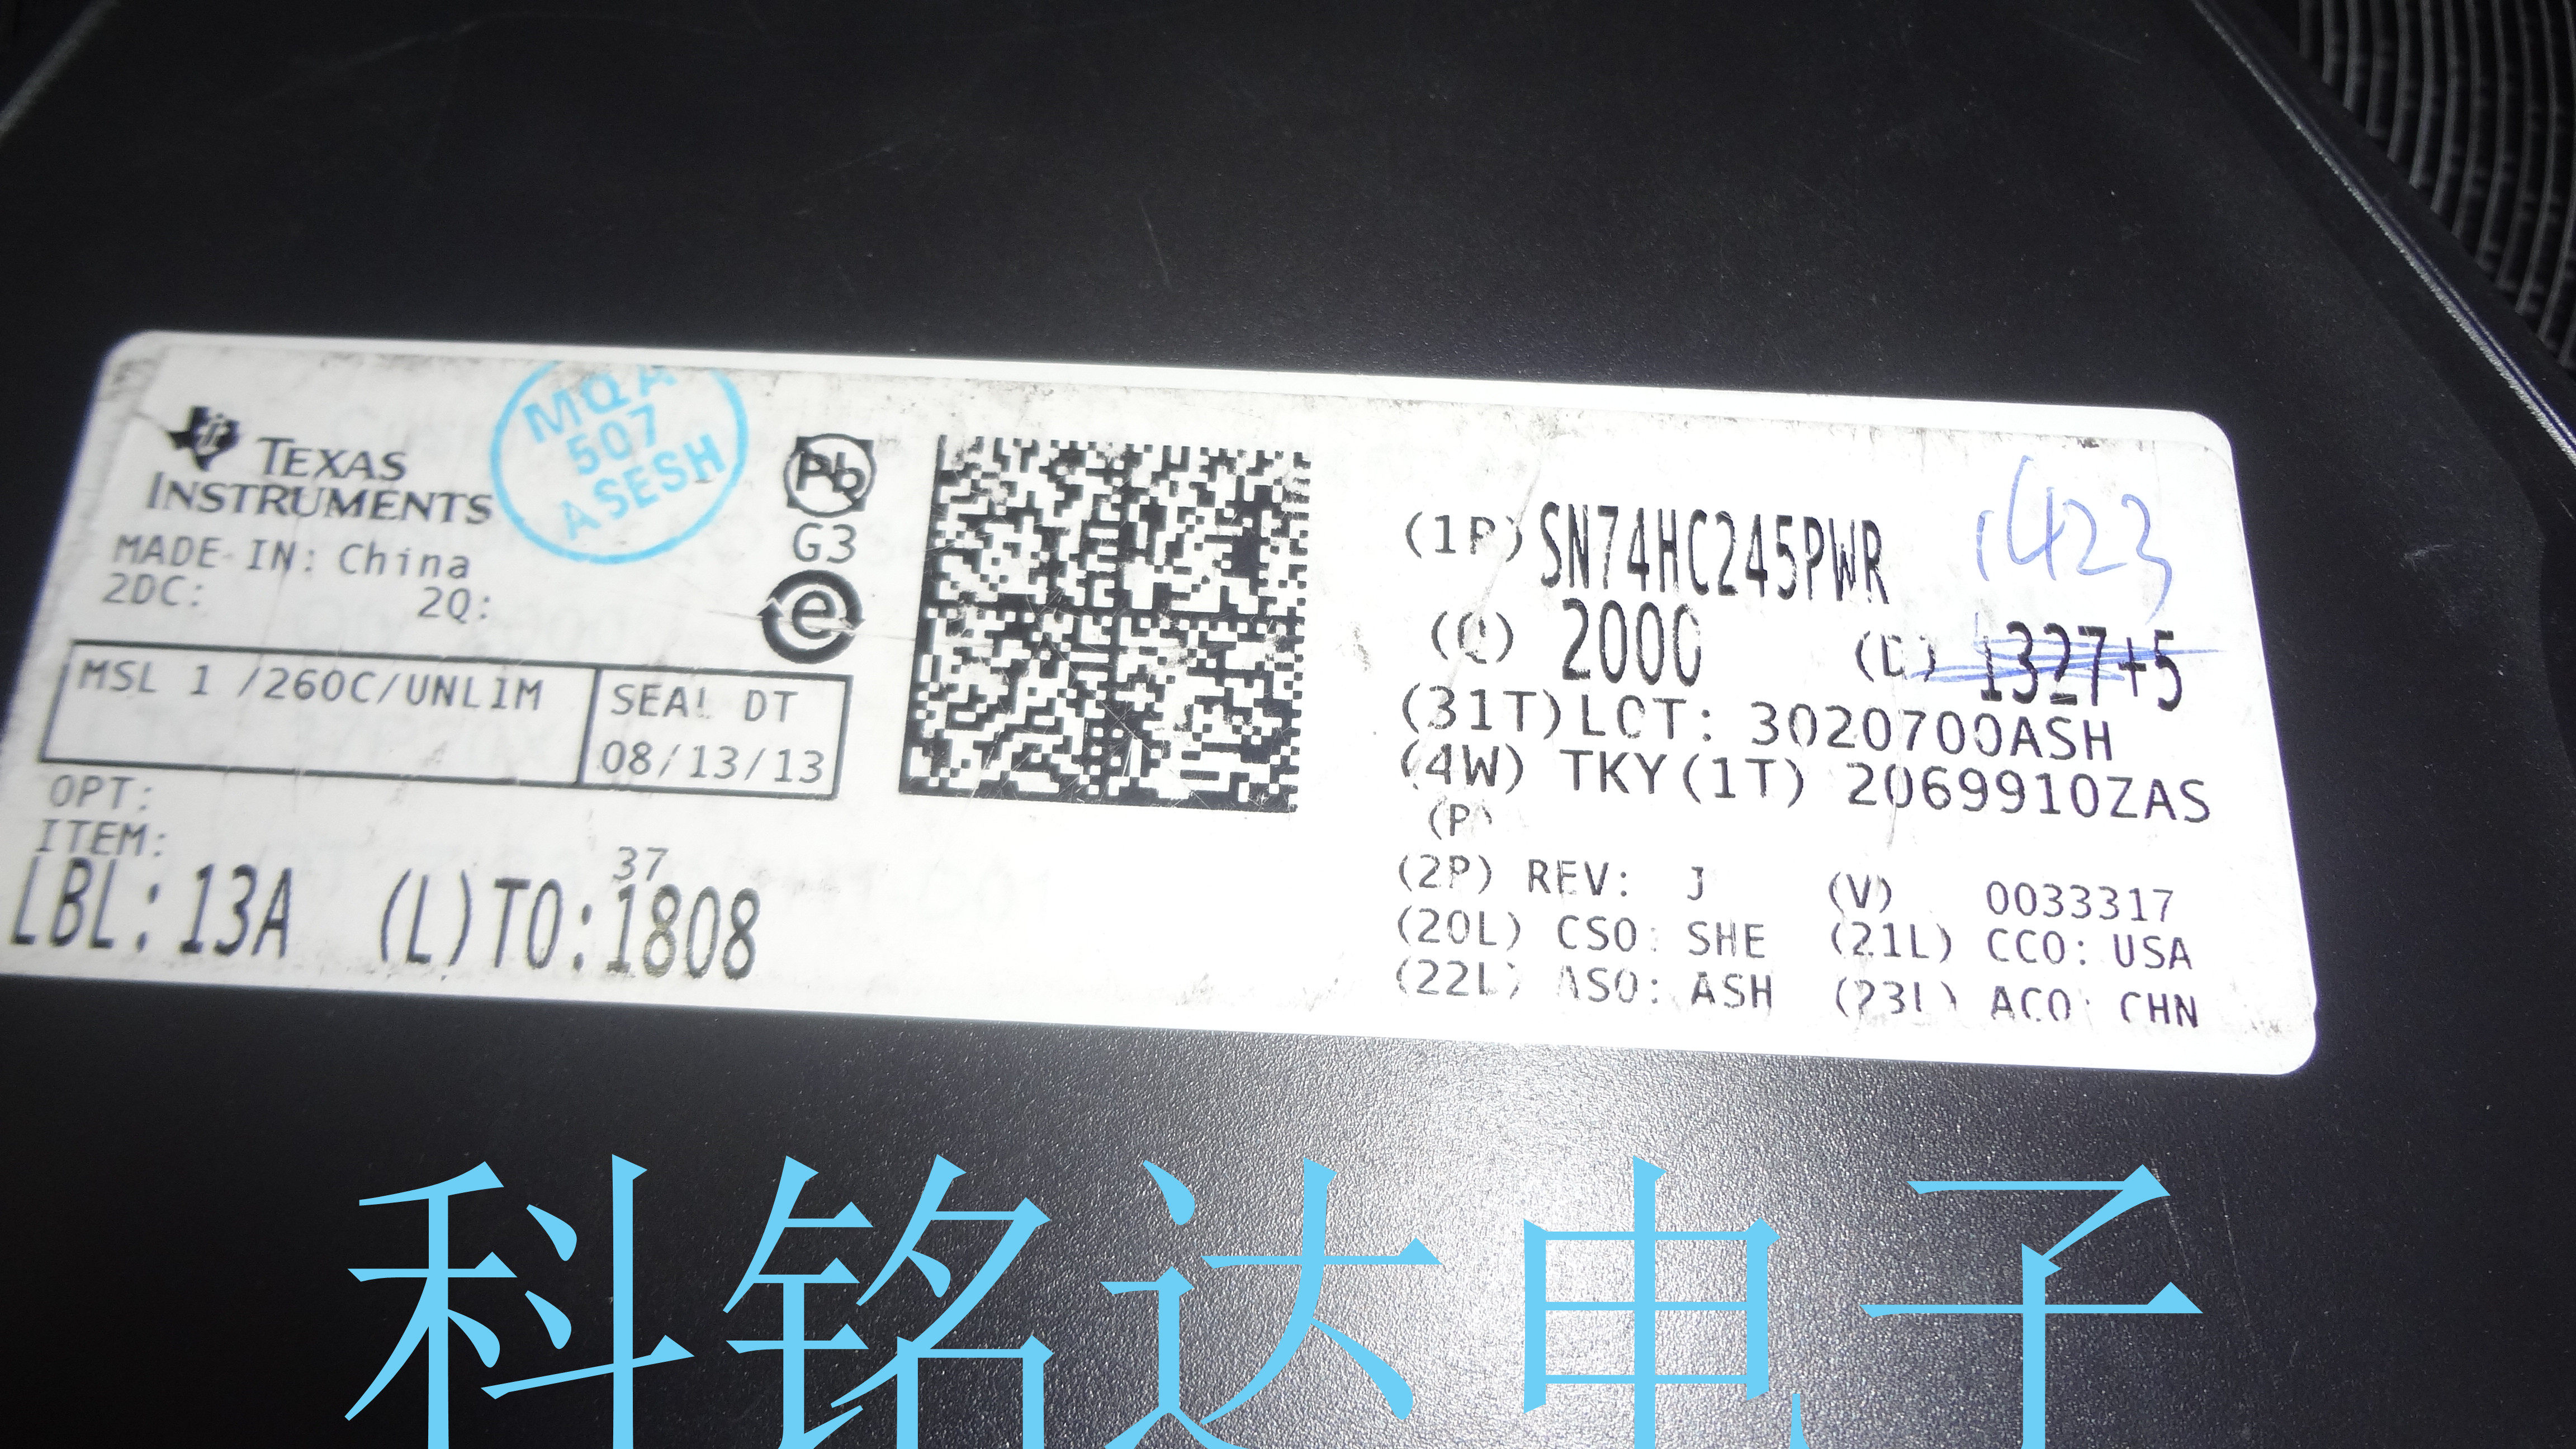 TEXAS
INSTRUMENTS
MADE IN: China
2DC: 2Q:
MQA
507
ASESH
Pb
G3
e
MSL 1 /260C/UNLIM
SEAL DT
08/13/13
OPT:
ITEM:
37
LBL: 13A (L)TO:1808
1423
(1P) SN74HC245PWR
(Q) 2000 (D) 1327+5
(31T)LOT: 3020700ASH
(4W) TKY(1T) 2069910ZAS
(P)
(2P) REV: J (V) 0033317
(20L) CSO: SHE (21L) CCO: USA
(22L) ASO: ASH (23L) ACO: CHN
科铭达电子